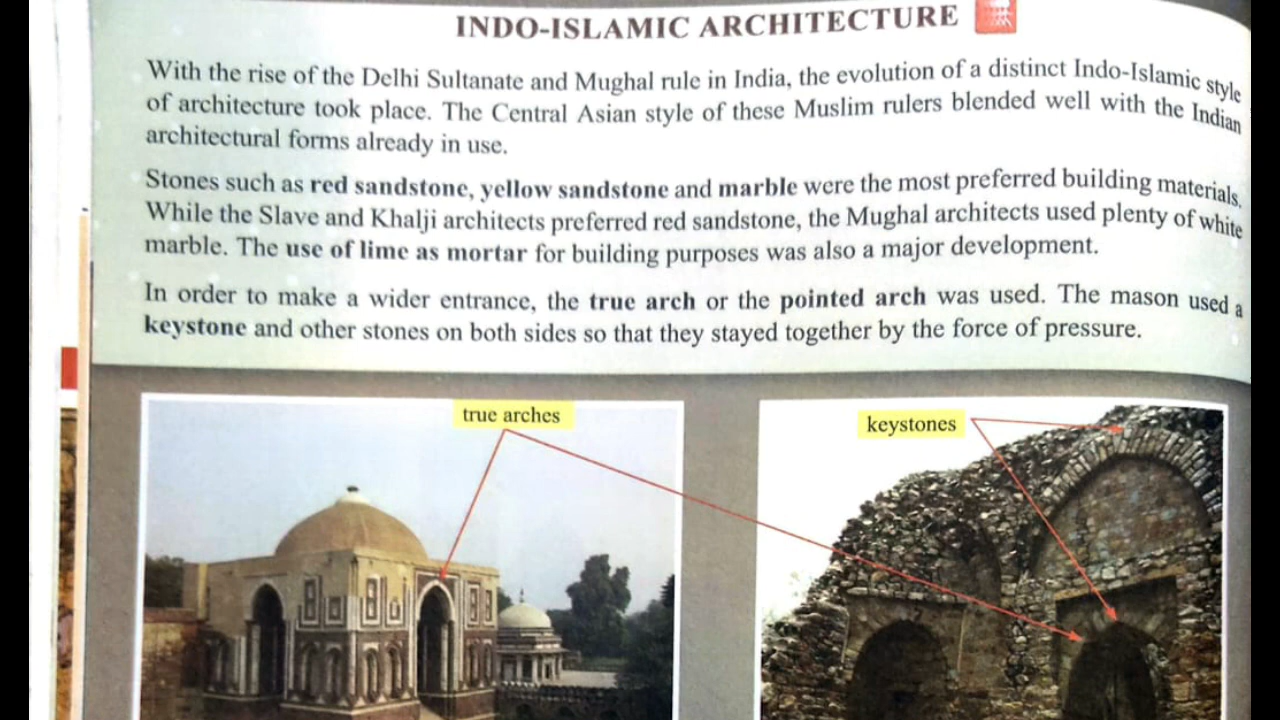 INDO-ISLAMIC ARCHITECTURE
With the rise of the Delhi Sultanate and Mughal rule in India, the evolution of a distinct Indo-Islamic style
of architecture took place. The Central Asian style of these Muslim rulers blended well with the Indian
architectural forms already in use.
Stones such as red sandstone, yellow sandstone and marble were the most preferred building materials.
While the Slave and Khalji architects preferred red sandstone, the Mughal architects used plenty of white
marble. The use of lime as mortar for building purposes was also a major development.
In order to make a wider entrance, the true arch or the pointed arch was used. The mason used a
keystone and other stones on both sides so that they stayed together by the force of pressure.
true arches
keystones